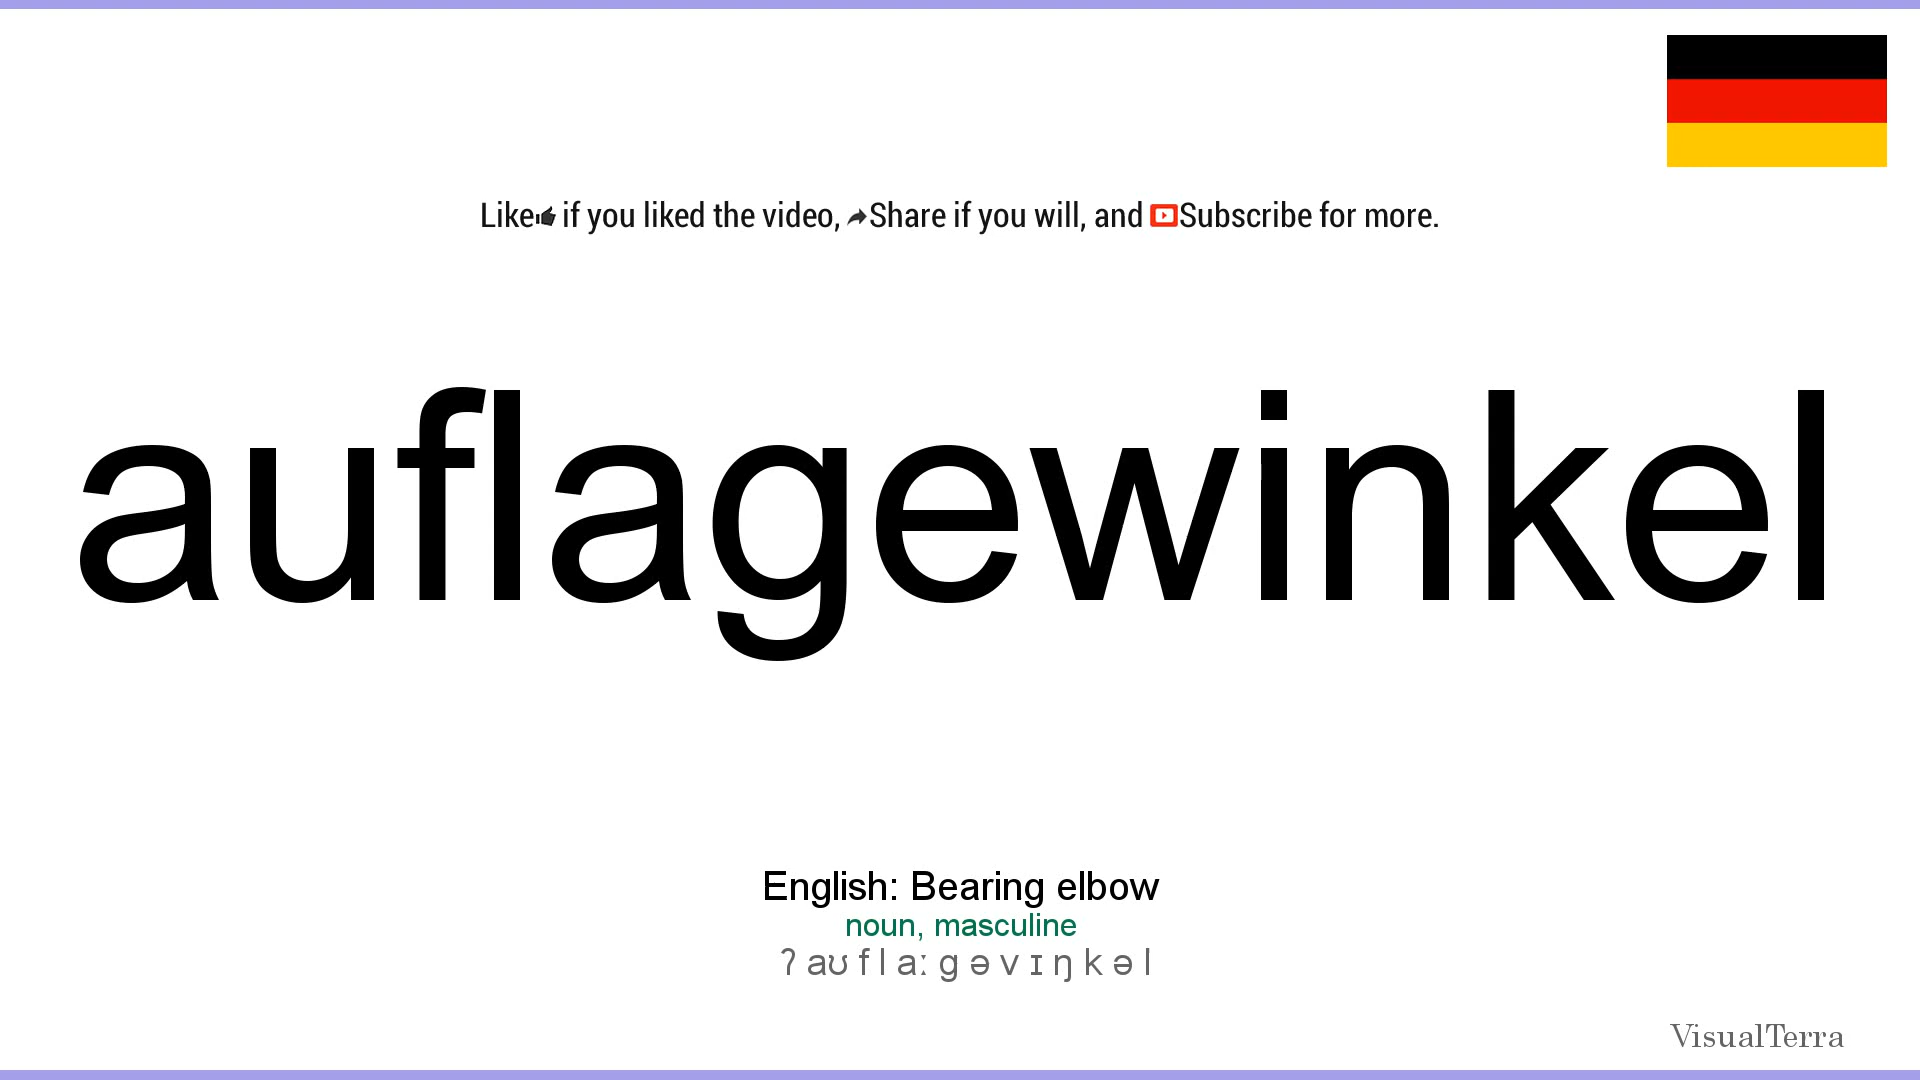 Like if you liked the video, Share if you will, and Subscribe for more.
auflagewinkel
English: Bearing elbow
noun, masculine
ʔ aʊ f l aː g ə v ɪ ŋ k ə l
VisualTerra